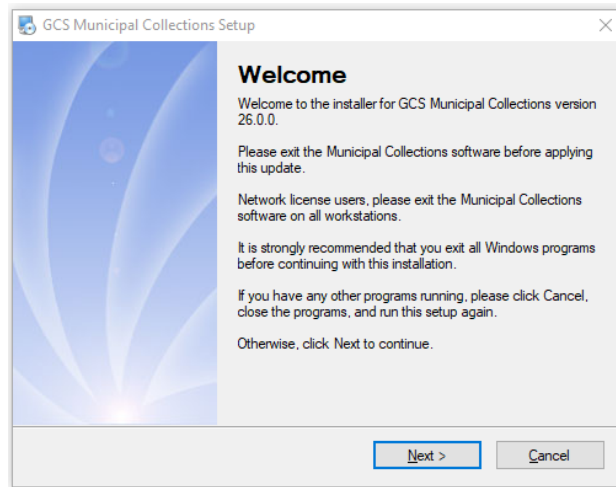 GCS Municipal Collections Setup
Welcome
Welcome to the installer for GCS Municipal Collections version
26.0.0.
Please exit the Municipal Collections software before applying
this update.
Network license users, please exit the Municipal Collections
software on all workstations.
It is strongly recommended that you exit all Windows programs
before continuing with this installation.
If you have any other programs running, please click Cancel,
close the programs, and run this setup again.
Otherwise, click Next to continue.
Next >
Cancel